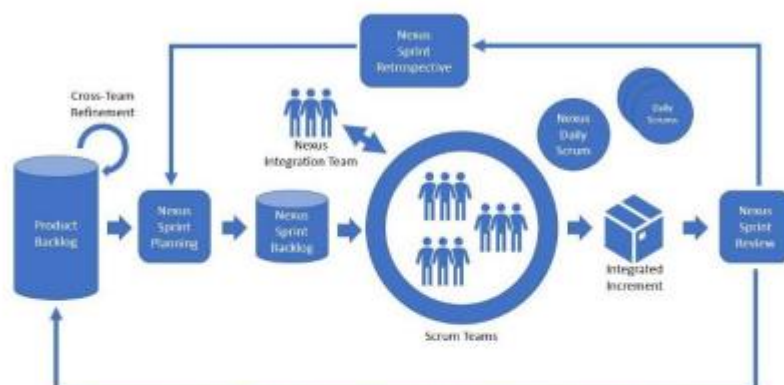 Nexus
Sprint
Retrospective
Cross-Team
Refinement
Nexus
Integration Team
Nexus
Daily
Scrum
Daily
Scrums
Product
Backlog
Nexus
Sprint
Planning
Nexus
Sprint
Backlog
Scrum Teams
Integrated
Increment
Nexus
Sprint
Review